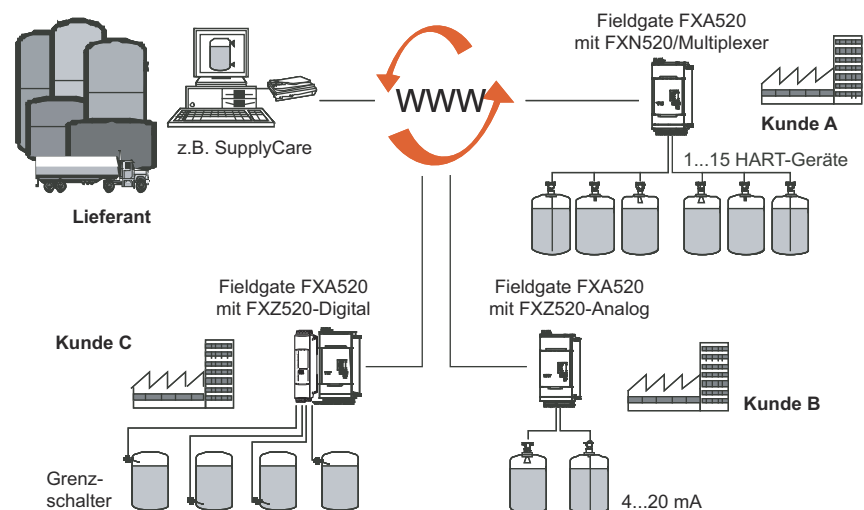 Fieldgate FXA520
mit FXN520/Multiplexer
WWW
Kunde A
z.B. SupplyCare
1...15 HART-Geräte
Lieferant
Fieldgate FXA520
mit FXZ520-Digital
Fieldgate FXA520
mit FXZ520-Analog
Kunde C
Kunde B
Grenz-
schalter
4...20 mA